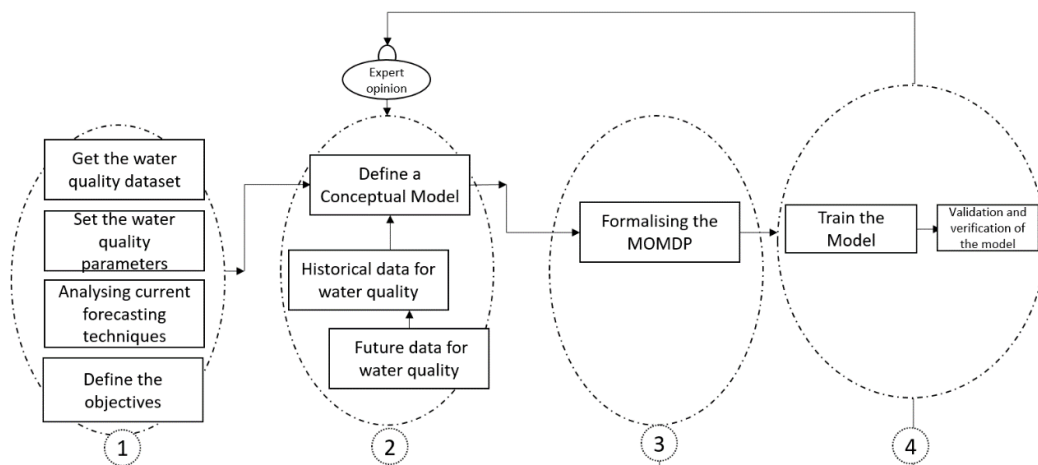 Expert
opinion
Get the water
quality dataset
Set the water
quality
parameters
Analysing current
forecasting
techniques
Define the
objectives
1
Define a
Conceptual Model
Historical data for
water quality
Future data for
water quality
2
Formalising the
MOMDP
3
Train the
Model
Validation and
verification of
the model
4